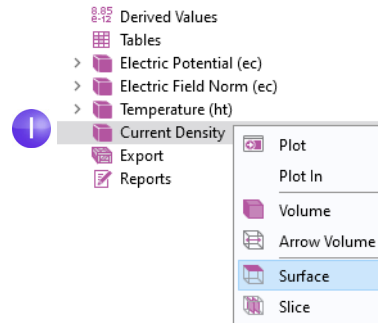 8.85
e-12 Derived Values
Tables
Electric Potential (ec)
Electric Field Norm (ec)
Temperature (ht)
1
Current Density
Export
Reports
Plot
Plot In
Volume
Arrow Volume
Surface
Slice